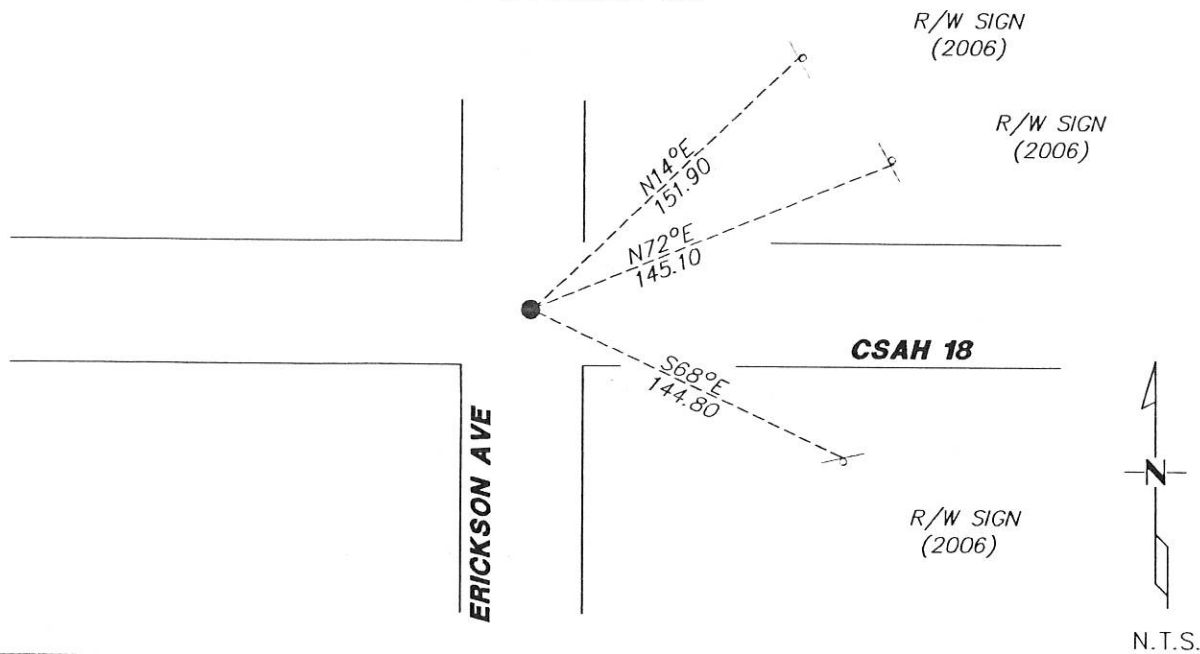 R/W SIGN
(2006)
R/W SIGN
(2006)
N14°E
151.90
N72°E
145.10
CSAH 18
S68°E
144.80
ERICKSON AVE
R/W SIGN
(2006)
N
N.T.S.